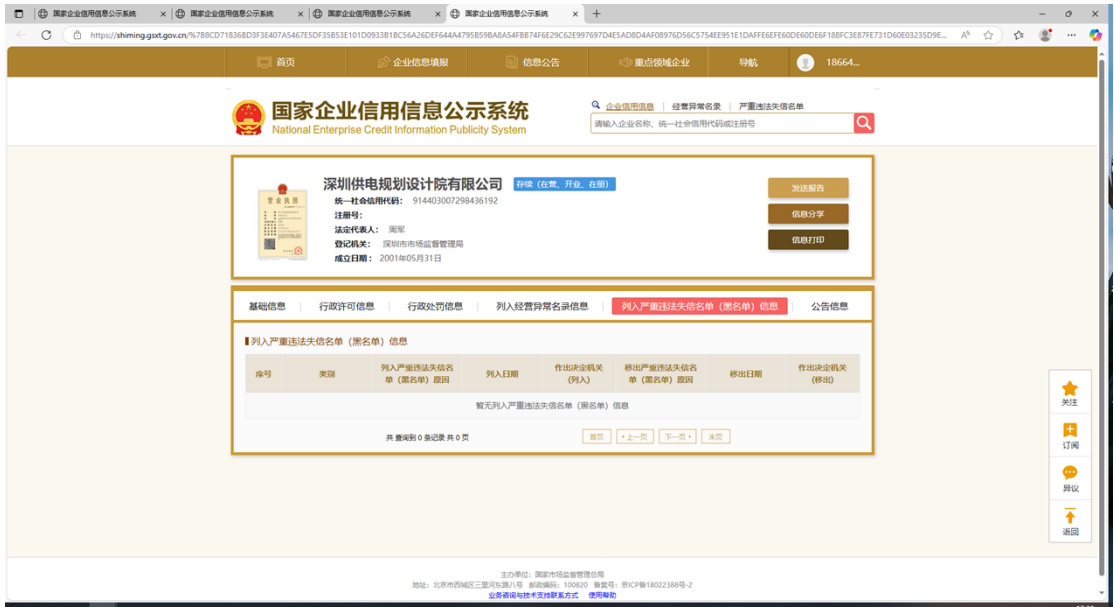 国家企业信用信息公示系统 国家企业信用信息公示系统 国家企业信用信息公示系统 国家企业信用信息公示系统
首页 企业信息填报 信息公告 重点领域企业 导航 18664...
国家企业信用信息公示系统
National Enterprise Credit Information Publicity System
企业信用信息 | 经营异常名录 | 严重违法失信名单
请输入企业名称、统一社会信用代码或注册号
深圳供电规划设计院有限公司 存续（在营、开业、在册）
统一社会信用代码： 914403007298436192
注册号：
法定代表人： 周军
登记机关： 深圳市市场监督管理局
成立日期： 2001年05月31日
营业执照
发送报告
信息分享
信息打印
基础信息 | 行政许可信息 | 行政处罚信息 | 列入经营异常名录信息 | 列入严重违法失信名单（黑名单）信息 | 公告信息
列入严重违法失信名单（黑名单）信息
序号 类别 列入严重违法失信名单（黑名单）原因 列入日期 作出决定机关(列入) 移出严重违法失信名单（黑名单）原因 移出日期 作出决定机关(移出)
暂无列入严重违法失信名单（黑名单）信息
共 查询到 0 条记录 共 0 页 首页 上一页 下一页 末页
关注
订阅
异议
返回
主办单位：国家市场监督管理总局
地址：北京市西城区三里河东路八号 邮政编码：100820 备案号：京ICP备18022388号-2
业务咨询与技术支持联系方式 使用帮助